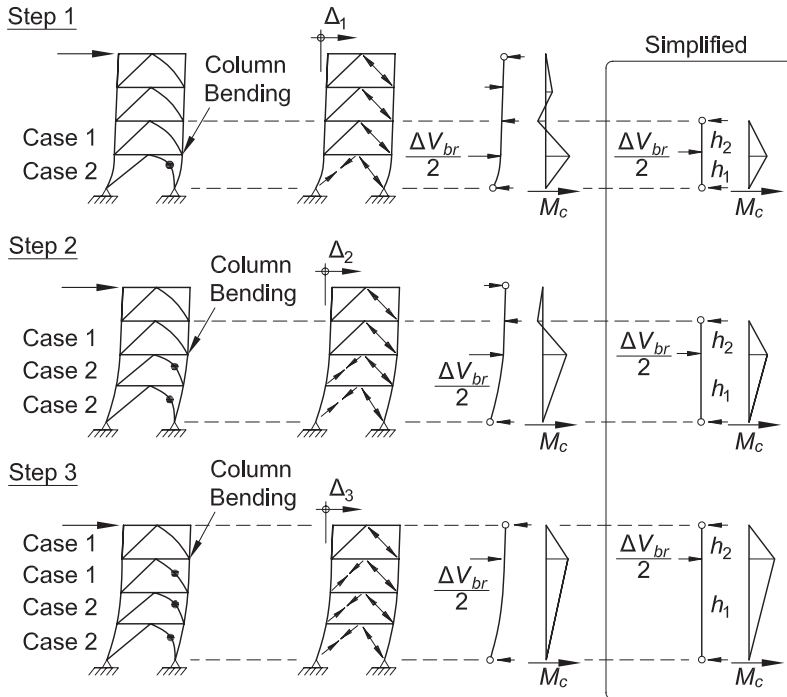 Step 1
Δ1
Simplified
Column
Bending
Case 1
Case 2
ΔVbr
2
Mc
ΔVbr
2
h2
h1
Mc
Step 2
Δ2
Column
Bending
Case 1
Case 2
Case 2
ΔVbr
2
Mc
ΔVbr
2
h2
h1
Mc
Step 3
Δ3
Column
Bending
Case 1
Case 1
Case 2
Case 2
ΔVbr
2
Mc
ΔVbr
2
h2
h1
Mc